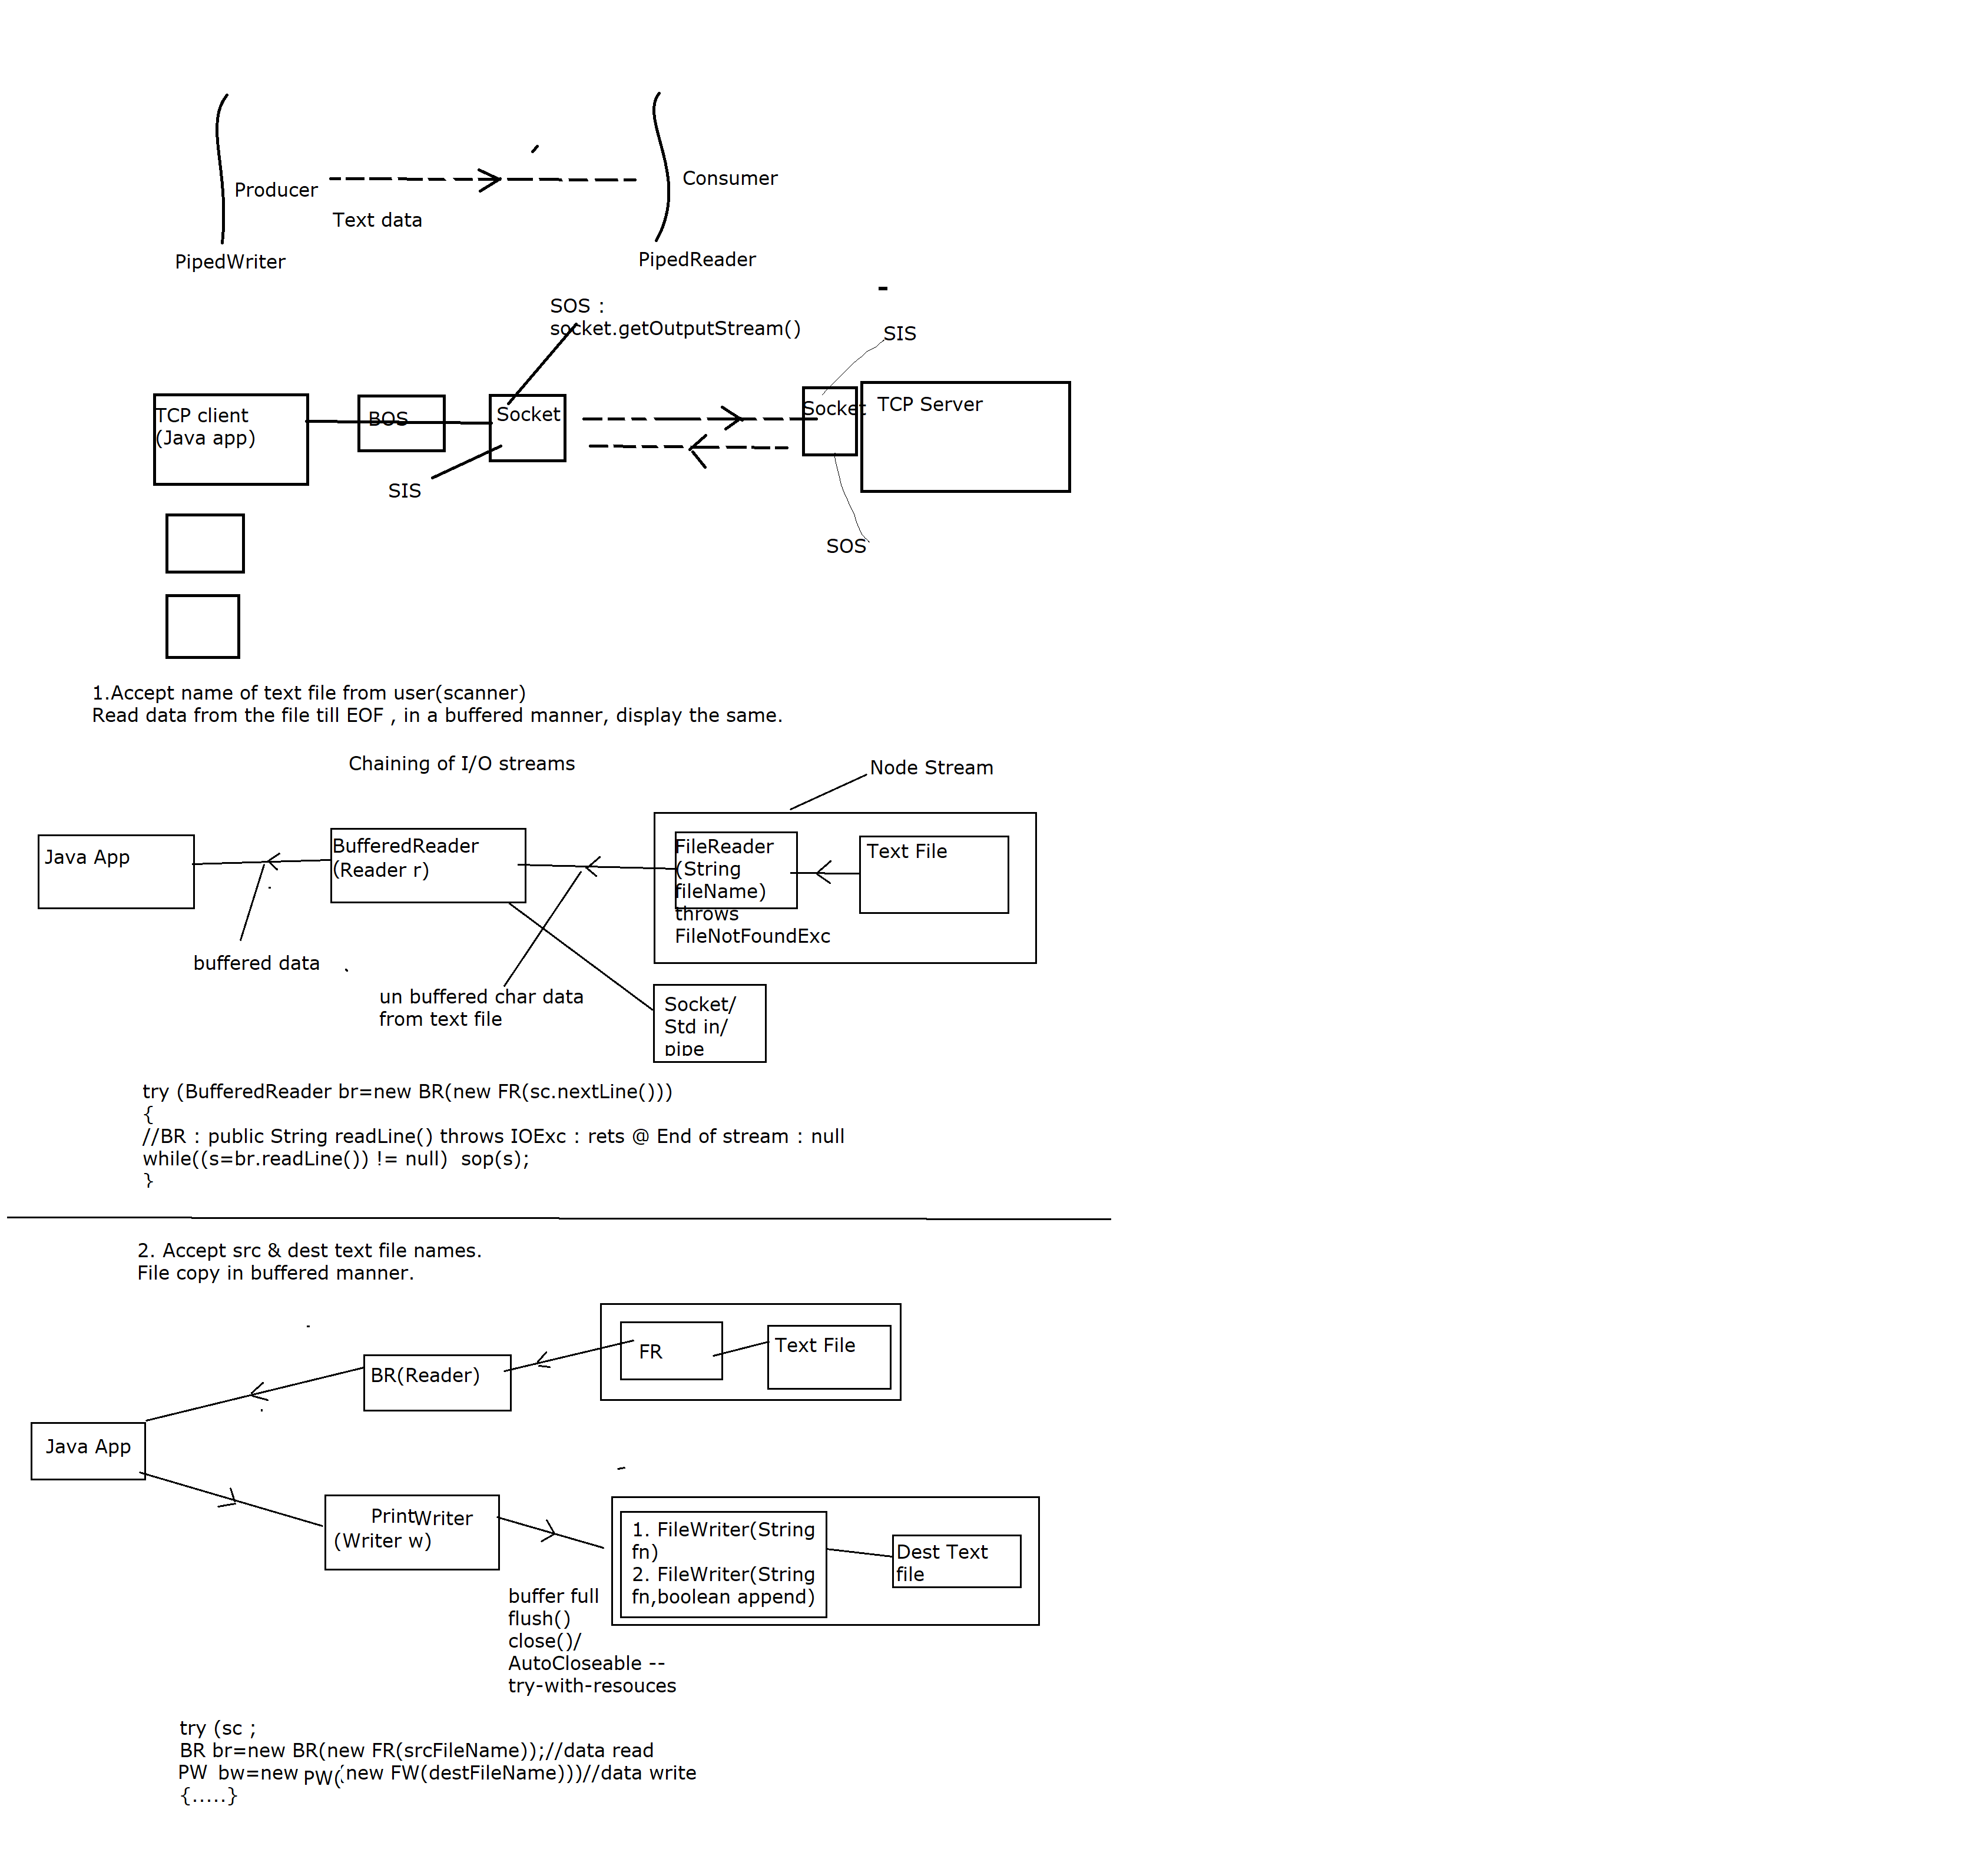 Producer
Text data
Consumer
PipedWriter
PipedReader
SOS :
socket.getOutputStream()
SIS
TCP client
(Java app)
BOS
Socket
Socket
TCP Server
SIS
SOS
1.Accept name of text file from user(scanner)
Read data from the file till EOF , in a buffered manner, display the same.
Chaining of I/O streams
Node Stream
Java App
BufferedReader
(Reader r)
FileReader
(String
fileName)
throws
FileNotFoundExc
Text File
buffered data
un buffered char data
from text file
Socket/
Std in/
pipe
try (BufferedReader br=new BR(new FR(sc.nextLine()))
{
//BR : public String readLine() throws IOExc : rets @ End of stream : null
while((s=br.readLine()) != null)  sop(s);
}
2. Accept src & dest text file names.
File copy in buffered manner.
FR
Text File
BR(Reader)
Java App
PrintWriter
(Writer w)
1. FileWriter(String
fn)
2. FileWriter(String
fn,boolean append)
Dest Text
file
buffer full
flush()
close()/
AutoCloseable --
try-with-resouces
try (sc ;
BR br=new BR(new FR(srcFileName));//data read
PW  bw=new PW((new FW(destFileName)))//data write
{.....}